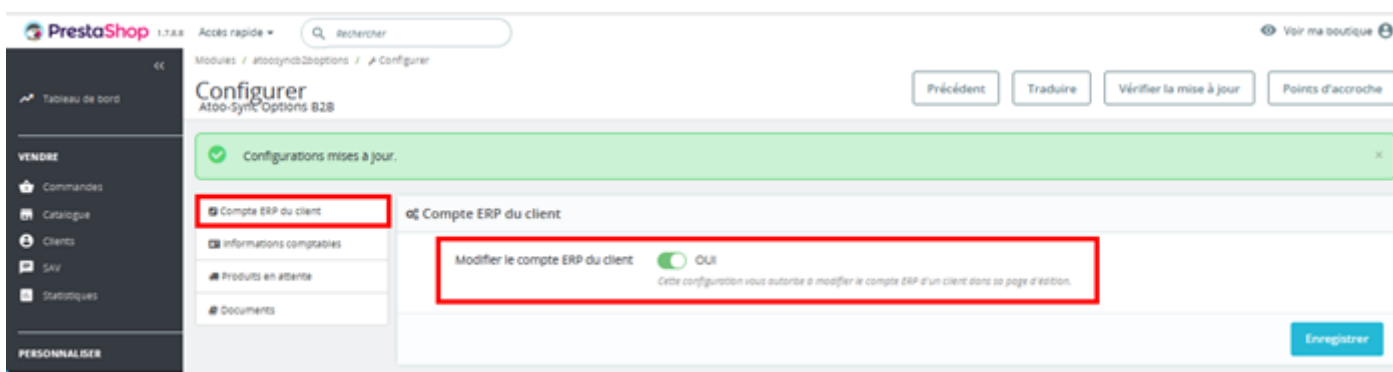 PrestaShop 1.7.8.8 Accès rapide Rechercher Voir ma boutique
Modules / atoosyncb2boptions / Configurer
Configurer
Atoo-Sync Options B2B
Précédent Traduire Vérifier la mise à jour Points d'accroche
Tableau de bord
VENDRE
Commandes
Catalogue
Clients
SAV
Statistiques
PERSONNALISER
Configurations mises à jour.
Compte ERP du client
Informations comptables
Produits en attente
Documents
Compte ERP du client
Modifier le compte ERP du client OUI
Cette configuration vous autorise à modifier le compte ERP d'un client dans sa page d'édition.
Enregistrer